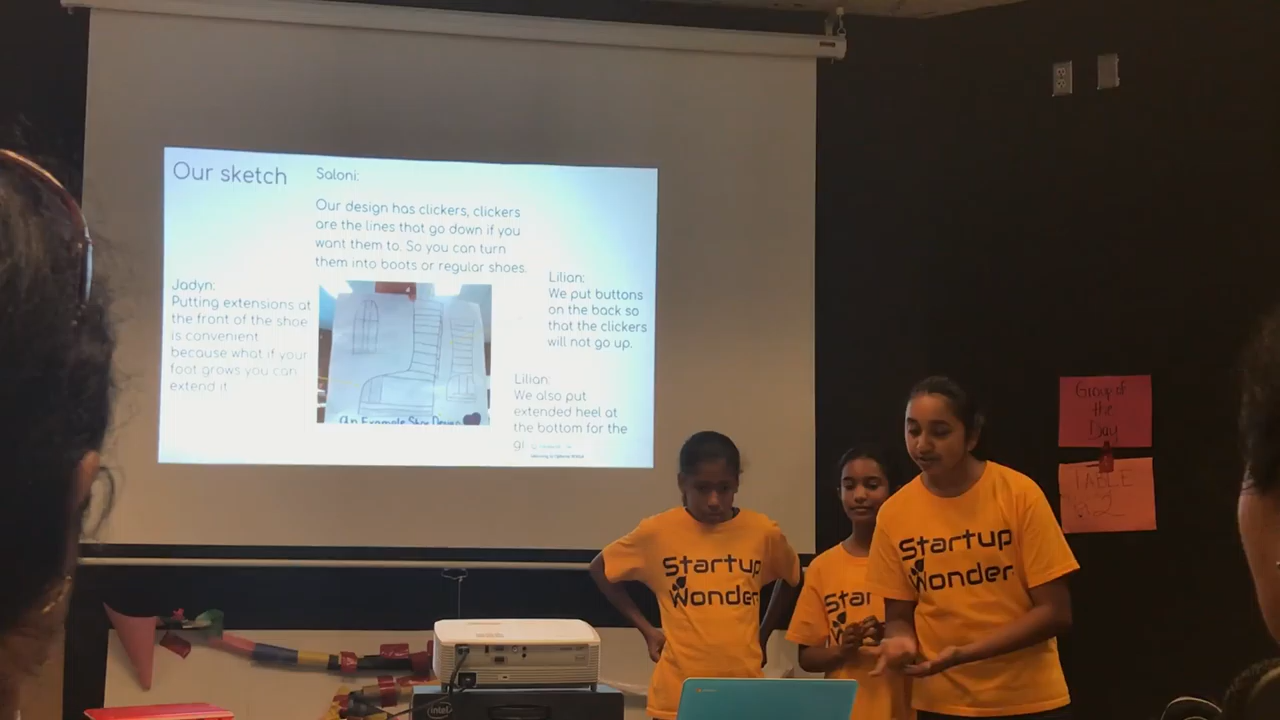 Our sketch
Saloni:
Our design has clickers, clickers
are the lines that go down if you
want them to. So you can turn
them into boots or regular shoes.
Jadyn:
Putting extensions at
the front of the shoe
is convenient
because what if your
foot grows you can
extend it
Lilian:
We put buttons
on the back so
that the clickers
will not go up.
Lilian:
We also put
extended heel at
the bottom for the
gi
An Example
Startup
Wonder
Star
Startup
Wonder
Group of
the
Day
TABLE
2
intel